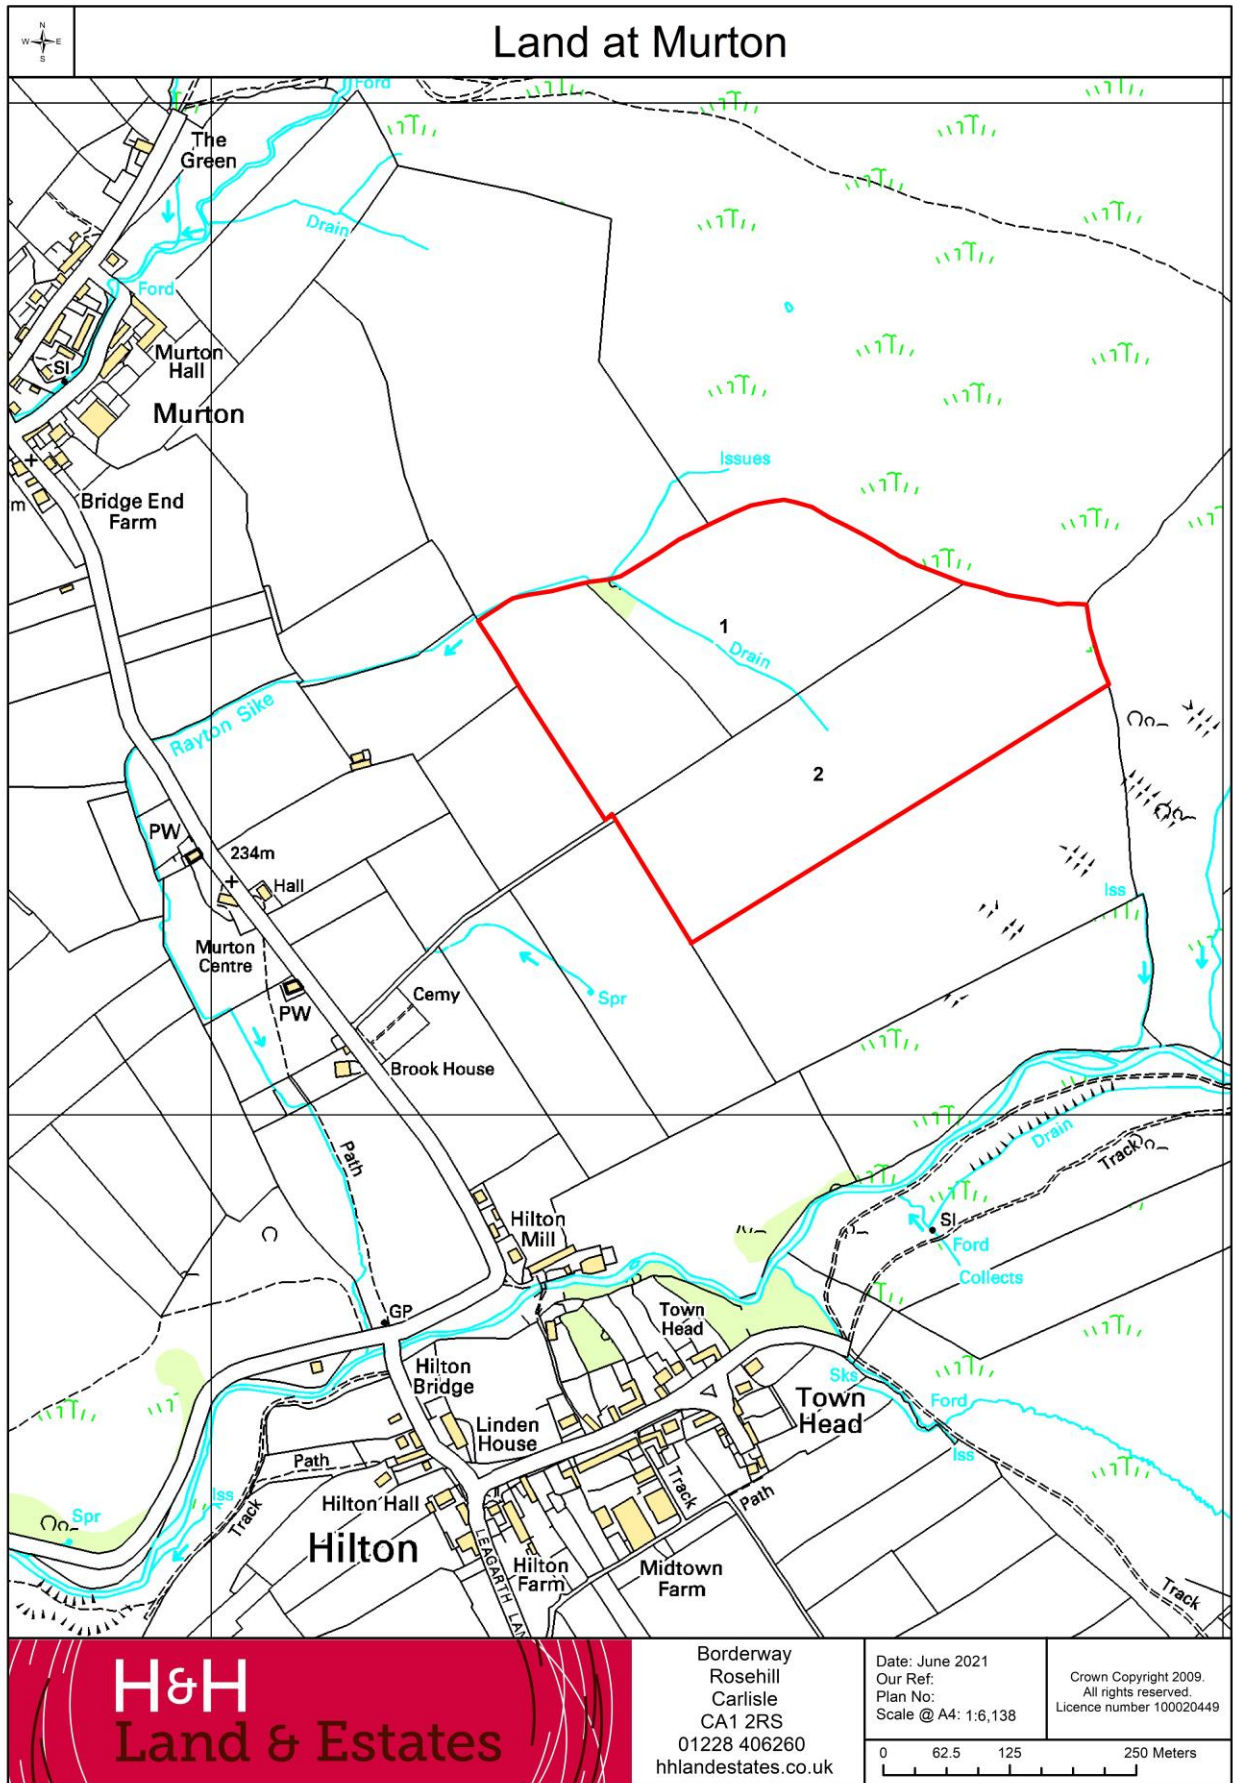 N
W E
S
Land at Murton
Ford
The
Green
Drain
Ford
Murton
Hall
SI
Murton
Issues
m
Bridge End
Farm
1
Drain
Rayton Sike
2
PW
234m
Hall
Iss
Murton
Centre
Cemy
Spr
PW
Brook House
Path
Drain
Track
Hilton
Mill
SI
Ford
Collects
GP
Town
Head
Hilton
Bridge
Sks
Town
Head
Ford
Linden
House
Iss
Path
Track
Path
Iss
Hilton Hall
Spr
Track
Hilton
LEAGARTH LAN
Hilton
Farm
Midtown
Farm
Track
H&H
Land & Estates
Borderway
Rosehill
Carlisle
CA1 2RS
01228 406260
hhlandestates.co.uk
Date: June 2021
Our Ref:
Plan No:
Scale @ A4: 1:6,138
Crown Copyright 2009.
All rights reserved.
Licence number 100020449
0 62.5 125 250 Meters